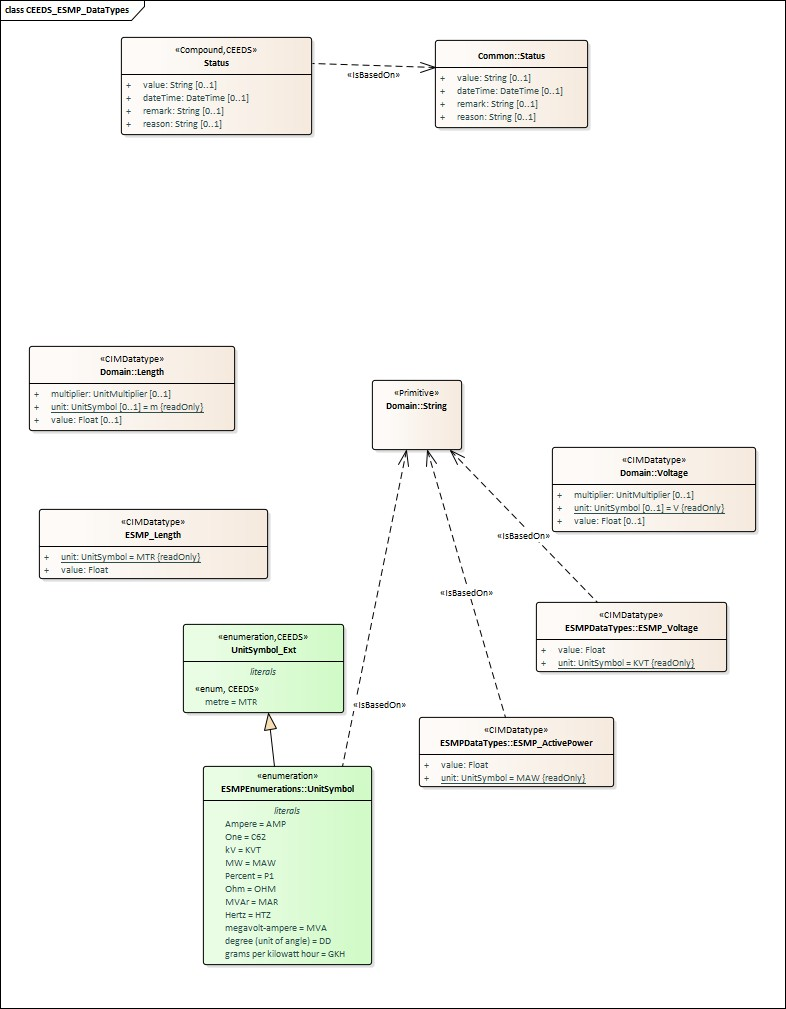 class CEEDS_ESMP_DataTypes
«Compound,CEEDS»
Status
+ value: String [0..1]
+ dateTime: DateTime [0..1]
+ remark: String [0..1]
+ reason: String [0..1]
«IsBasedOn»
Common::Status
+ value: String [0..1]
+ dateTime: DateTime [0..1]
+ remark: String [0..1]
+ reason: String [0..1]
«CIMDatatype»
Domain::Length
+ multiplier: UnitMultiplier [0..1]
+ unit: UnitSymbol [0..1] = m {readOnly}
+ value: Float [0..1]
«Primitive»
Domain::String
«CIMDatatype»
Domain::Voltage
+ multiplier: UnitMultiplier [0..1]
+ unit: UnitSymbol [0..1] = V {readOnly}
+ value: Float [0..1]
«CIMDatatype»
ESMP_Length
+ unit: UnitSymbol = MTR {readOnly}
+ value: Float
«IsBasedOn»
«IsBasedOn»
«CIMDatatype»
ESMPDataTypes::ESMP_Voltage
+ value: Float
+ unit: UnitSymbol = KVT {readOnly}
«enumeration,CEEDS»
UnitSymbol_Ext
literals
«enum, CEEDS»
metre = MTR
«IsBasedOn»
«CIMDatatype»
ESMPDataTypes::ESMP_ActivePower
+ value: Float
+ unit: UnitSymbol = MAW {readOnly}
«enumeration»
ESMPEnumerations::UnitSymbol
literals
Ampere = AMP
One = C62
kV = KVT
MW = MAW
Percent = P1
Ohm = OHM
MVAr = MAR
Hertz = HTZ
megavolt-ampere = MVA
degree (unit of angle) = DD
grams per kilowatt hour = GKH